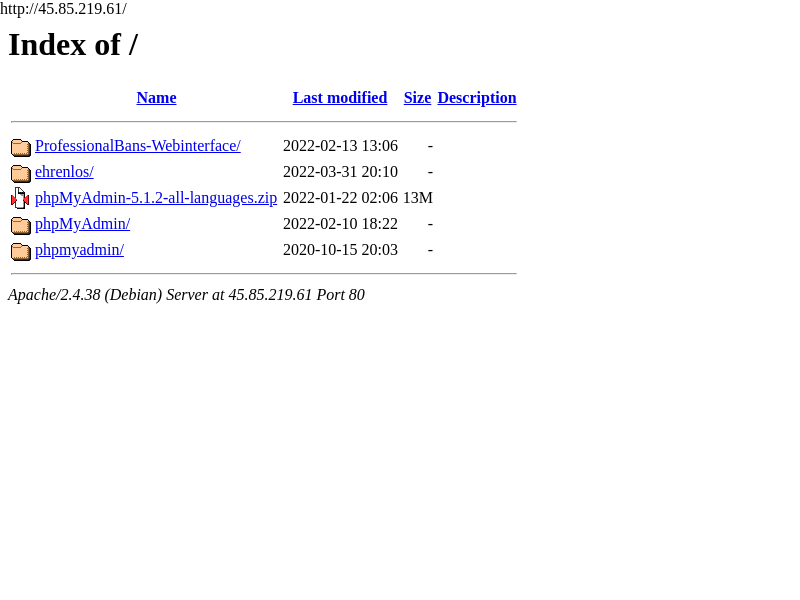 http://45.85.219.61/
Index of /
Name Last modified Size Description
ProfessionalBans-Webinterface/ 2022-02-13 13:06 -
ehrenlos/ 2022-03-31 20:10 -
phpMyAdmin-5.1.2-all-languages.zip 2022-01-22 02:06 13M
phpMyAdmin/ 2022-02-10 18:22 -
phpmyadmin/ 2020-10-15 20:03 -
Apache/2.4.38 (Debian) Server at 45.85.219.61 Port 80